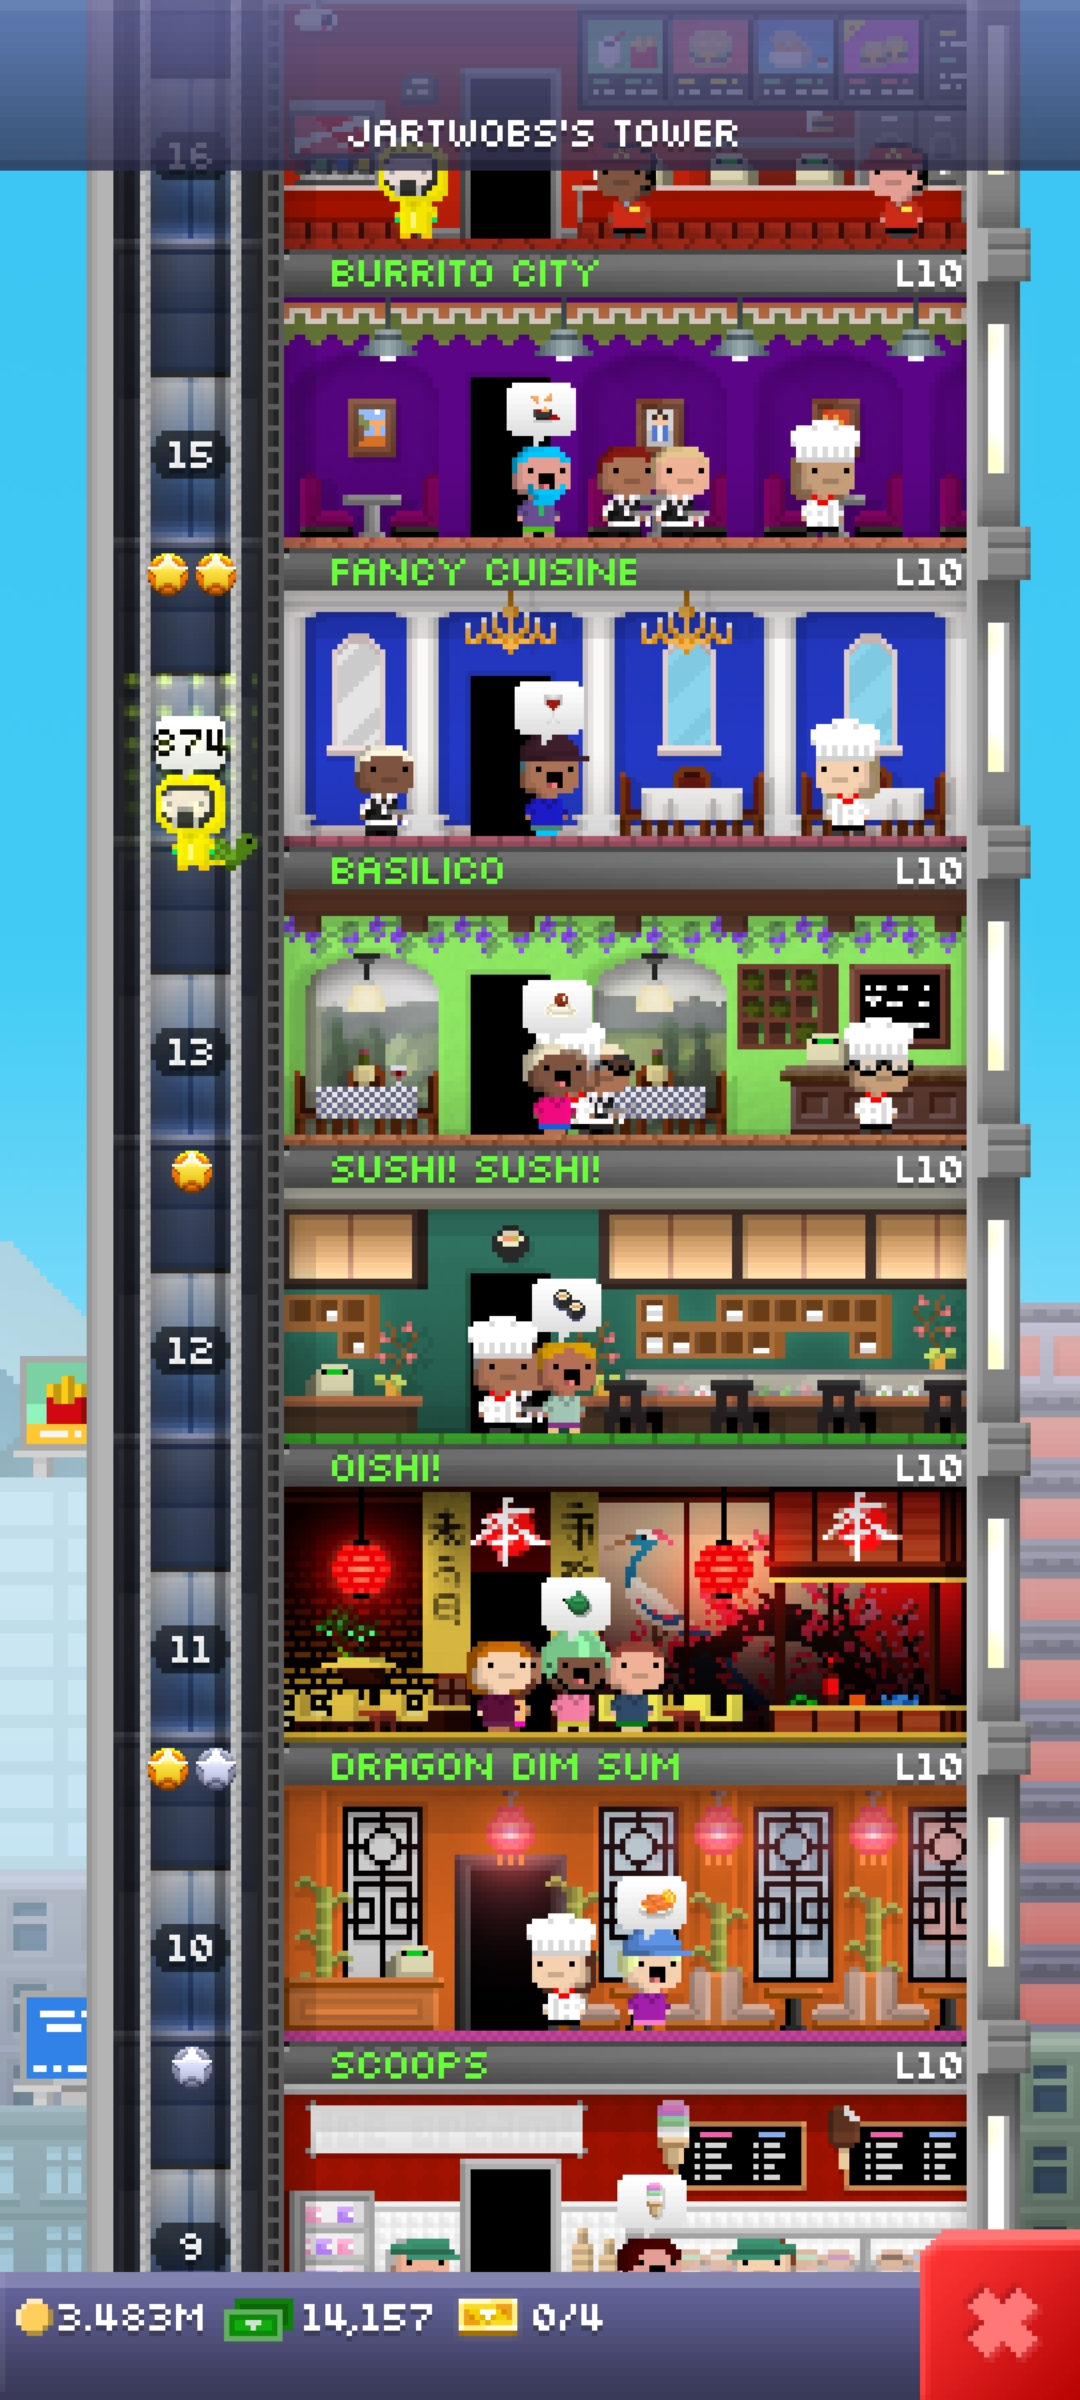 JARTWOBS'S TOWER
16
BURRITO CITY L10
15
FANCY CUISINE L10
874
BASILICO L10
13
SUSHI! SUSHI! L10
12
OISHI! L10
11
DRAGON DIM SUM L10
10
SCOOPS L10
9
3.483M 14,157 0/4